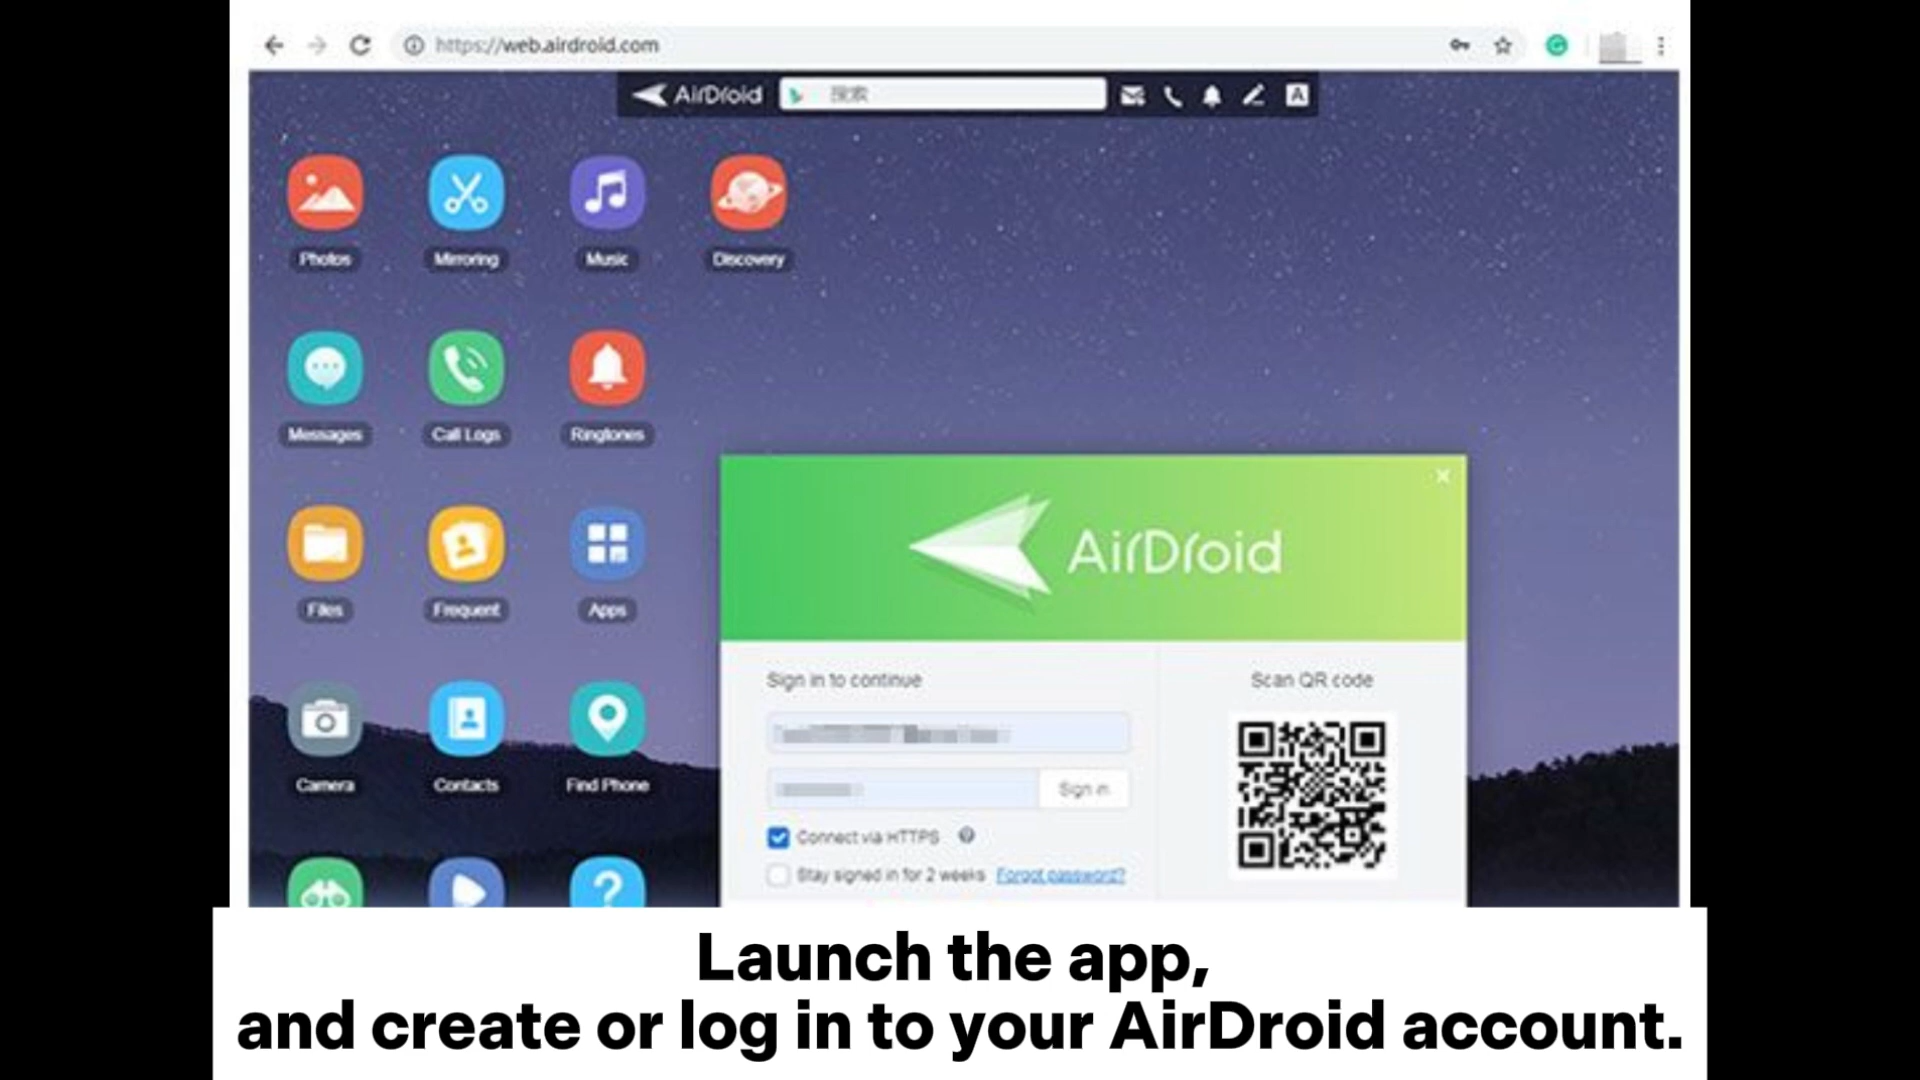 https://web.airdroid.com
AirDroid 搜索
Photos Mirroring Music Discovery
Messages Call Logs Ringtones
Files Frequent Apps
Camera Contacts Find Phone
AirDroid
Sign in to continue
Scan QR code
Sign in
Connect via HTTPS
Stay signed in for 2 weeks Forgot password?
Launch the app,
and create or log in to your AirDroid account.